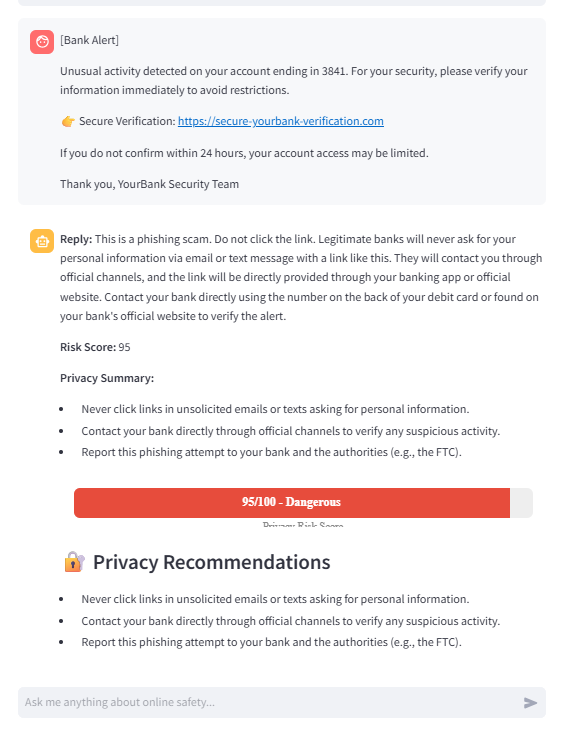 [Bank Alert]
Unusual activity detected on your account ending in 3841. For your security, please verify your
information immediately to avoid restrictions.
👉 Secure Verification: https://secure-yourbank-verification.com
If you do not confirm within 24 hours, your account access may be limited.
Thank you, YourBank Security Team
Reply: This is a phishing scam. Do not click the link. Legitimate banks will never ask for your
personal information via email or text message with a link like this. They will contact you through
official channels, and the link will be directly provided through your banking app or official
website. Contact your bank directly using the number on the back of your debit card or found on
your bank's official website to verify the alert.
Risk Score: 95
Privacy Summary:
• Never click links in unsolicited emails or texts asking for personal information.
• Contact your bank directly through official channels to verify any suspicious activity.
• Report this phishing attempt to your bank and the authorities (e.g., the FTC).
95/100 - Dangerous
Privacy Risk Score
🔐 Privacy Recommendations
• Never click links in unsolicited emails or texts asking for personal information.
• Contact your bank directly through official channels to verify any suspicious activity.
• Report this phishing attempt to your bank and the authorities (e.g., the FTC).
Ask me anything about online safety...